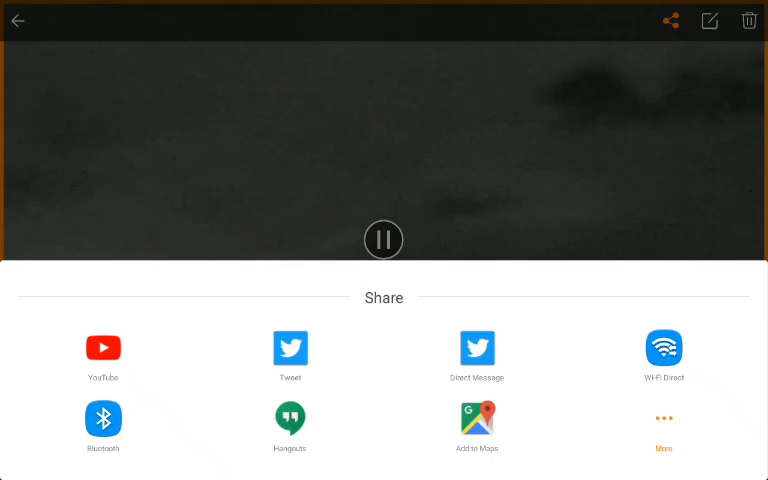 Share
YouTube
Tweet
Direct Message
Wi-Fi Direct
Bluetooth
Hangouts
G
Add to Maps
More